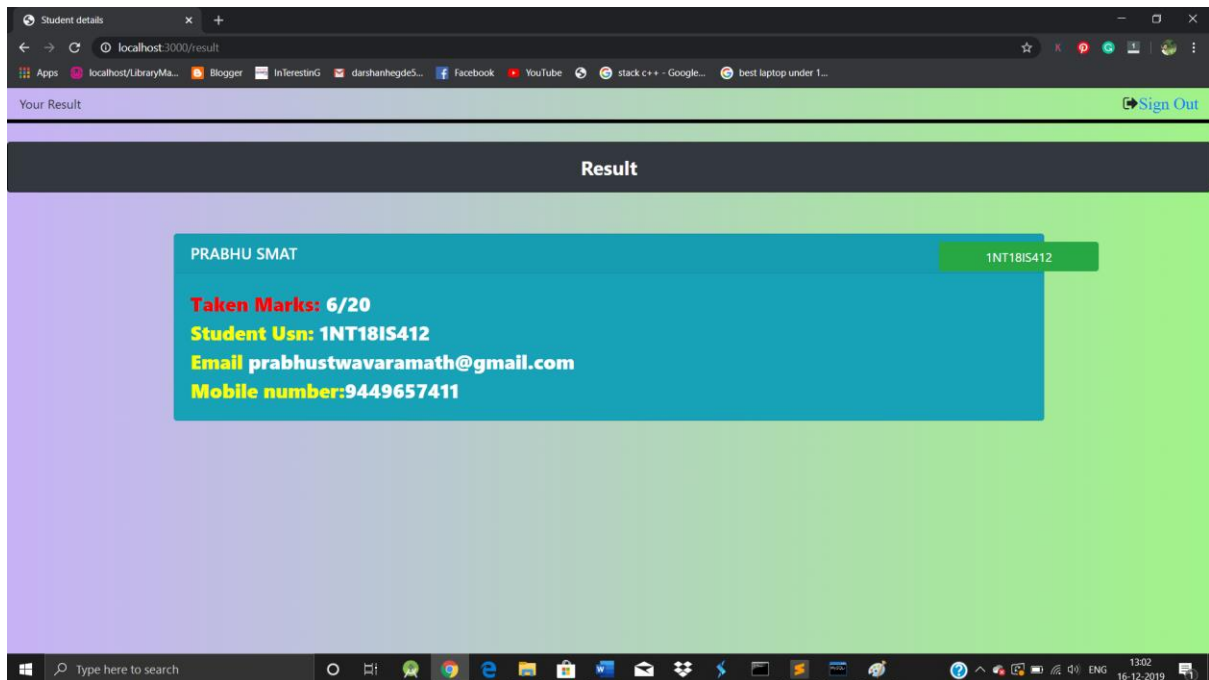 Student details
localhost:3000/result
Apps localhost/LibraryMa... Blogger InTerestinG darshanhegde5... Facebook YouTube stack c++ - Google... best laptop under 1...
Your Result Sign Out
Result
PRABHU SMAT 1NT18IS412
Taken Marks: 6/20
Student Usn: 1NT18IS412
Email prabhustwavaramath@gmail.com
Mobile number:9449657411
Type here to search ENG 13:02
16-12-2019